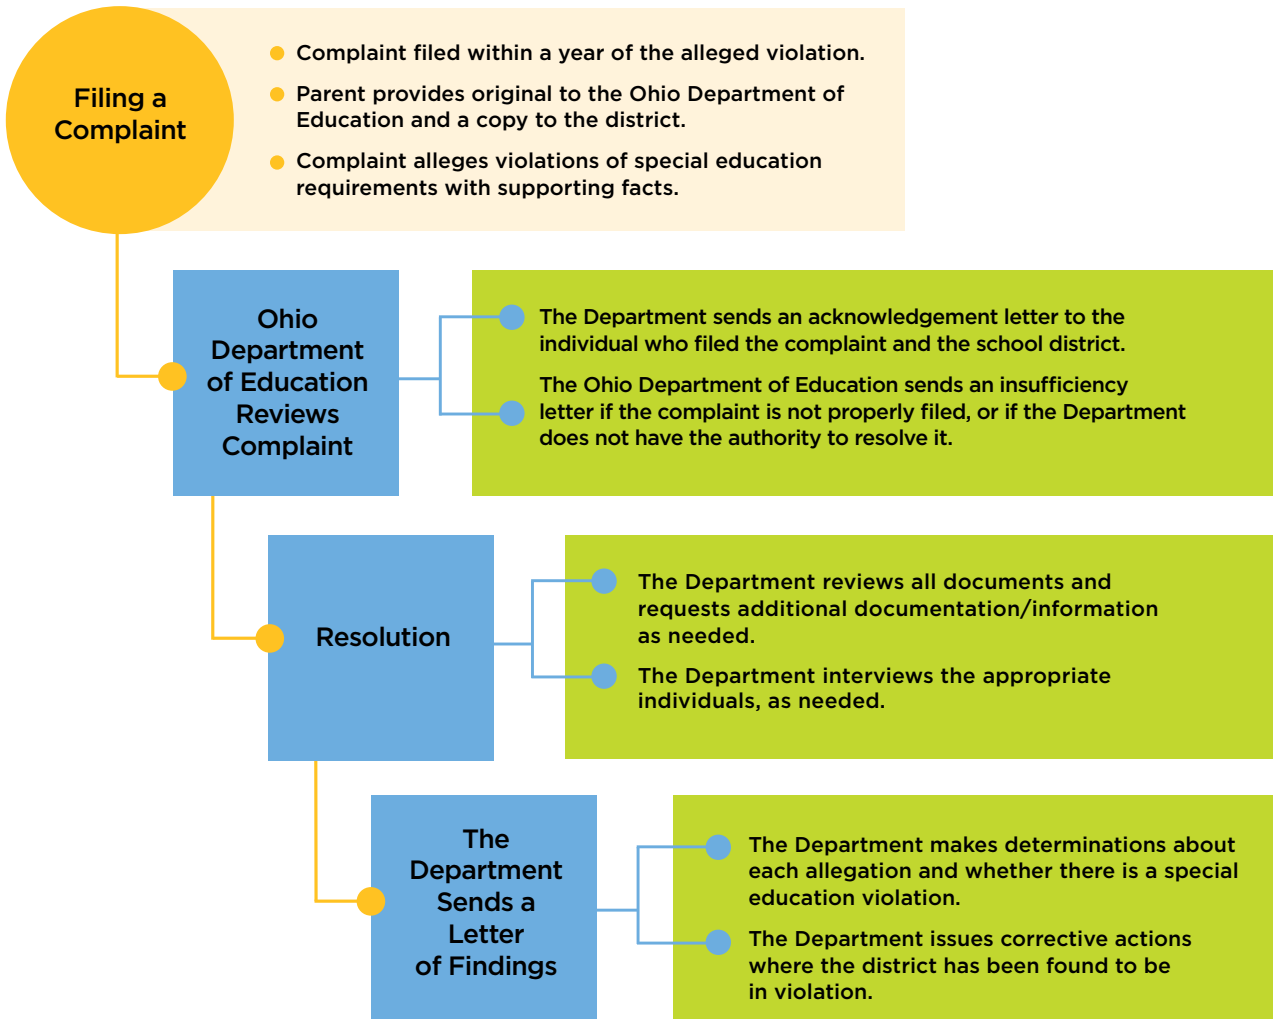 Filing a
Complaint
Complaint filed within a year of the alleged violation.
Parent provides original to the Ohio Department of
Education and a copy to the district.
Complaint alleges violations of special education
requirements with supporting facts.
Ohio
Department
of Education
Reviews
Complaint
The Department sends an acknowledgement letter to the
individual who filed the complaint and the school district.
The Ohio Department of Education sends an insufficiency
letter if the complaint is not properly filed, or if the Department
does not have the authority to resolve it.
Resolution
The Department reviews all documents and
requests additional documentation/information
as needed.
The Department interviews the appropriate
individuals, as needed.
The
Department
Sends a
Letter
of Findings
The Department makes determinations about
each allegation and whether there is a special
education violation.
The Department issues corrective actions
where the district has been found to be
in violation.